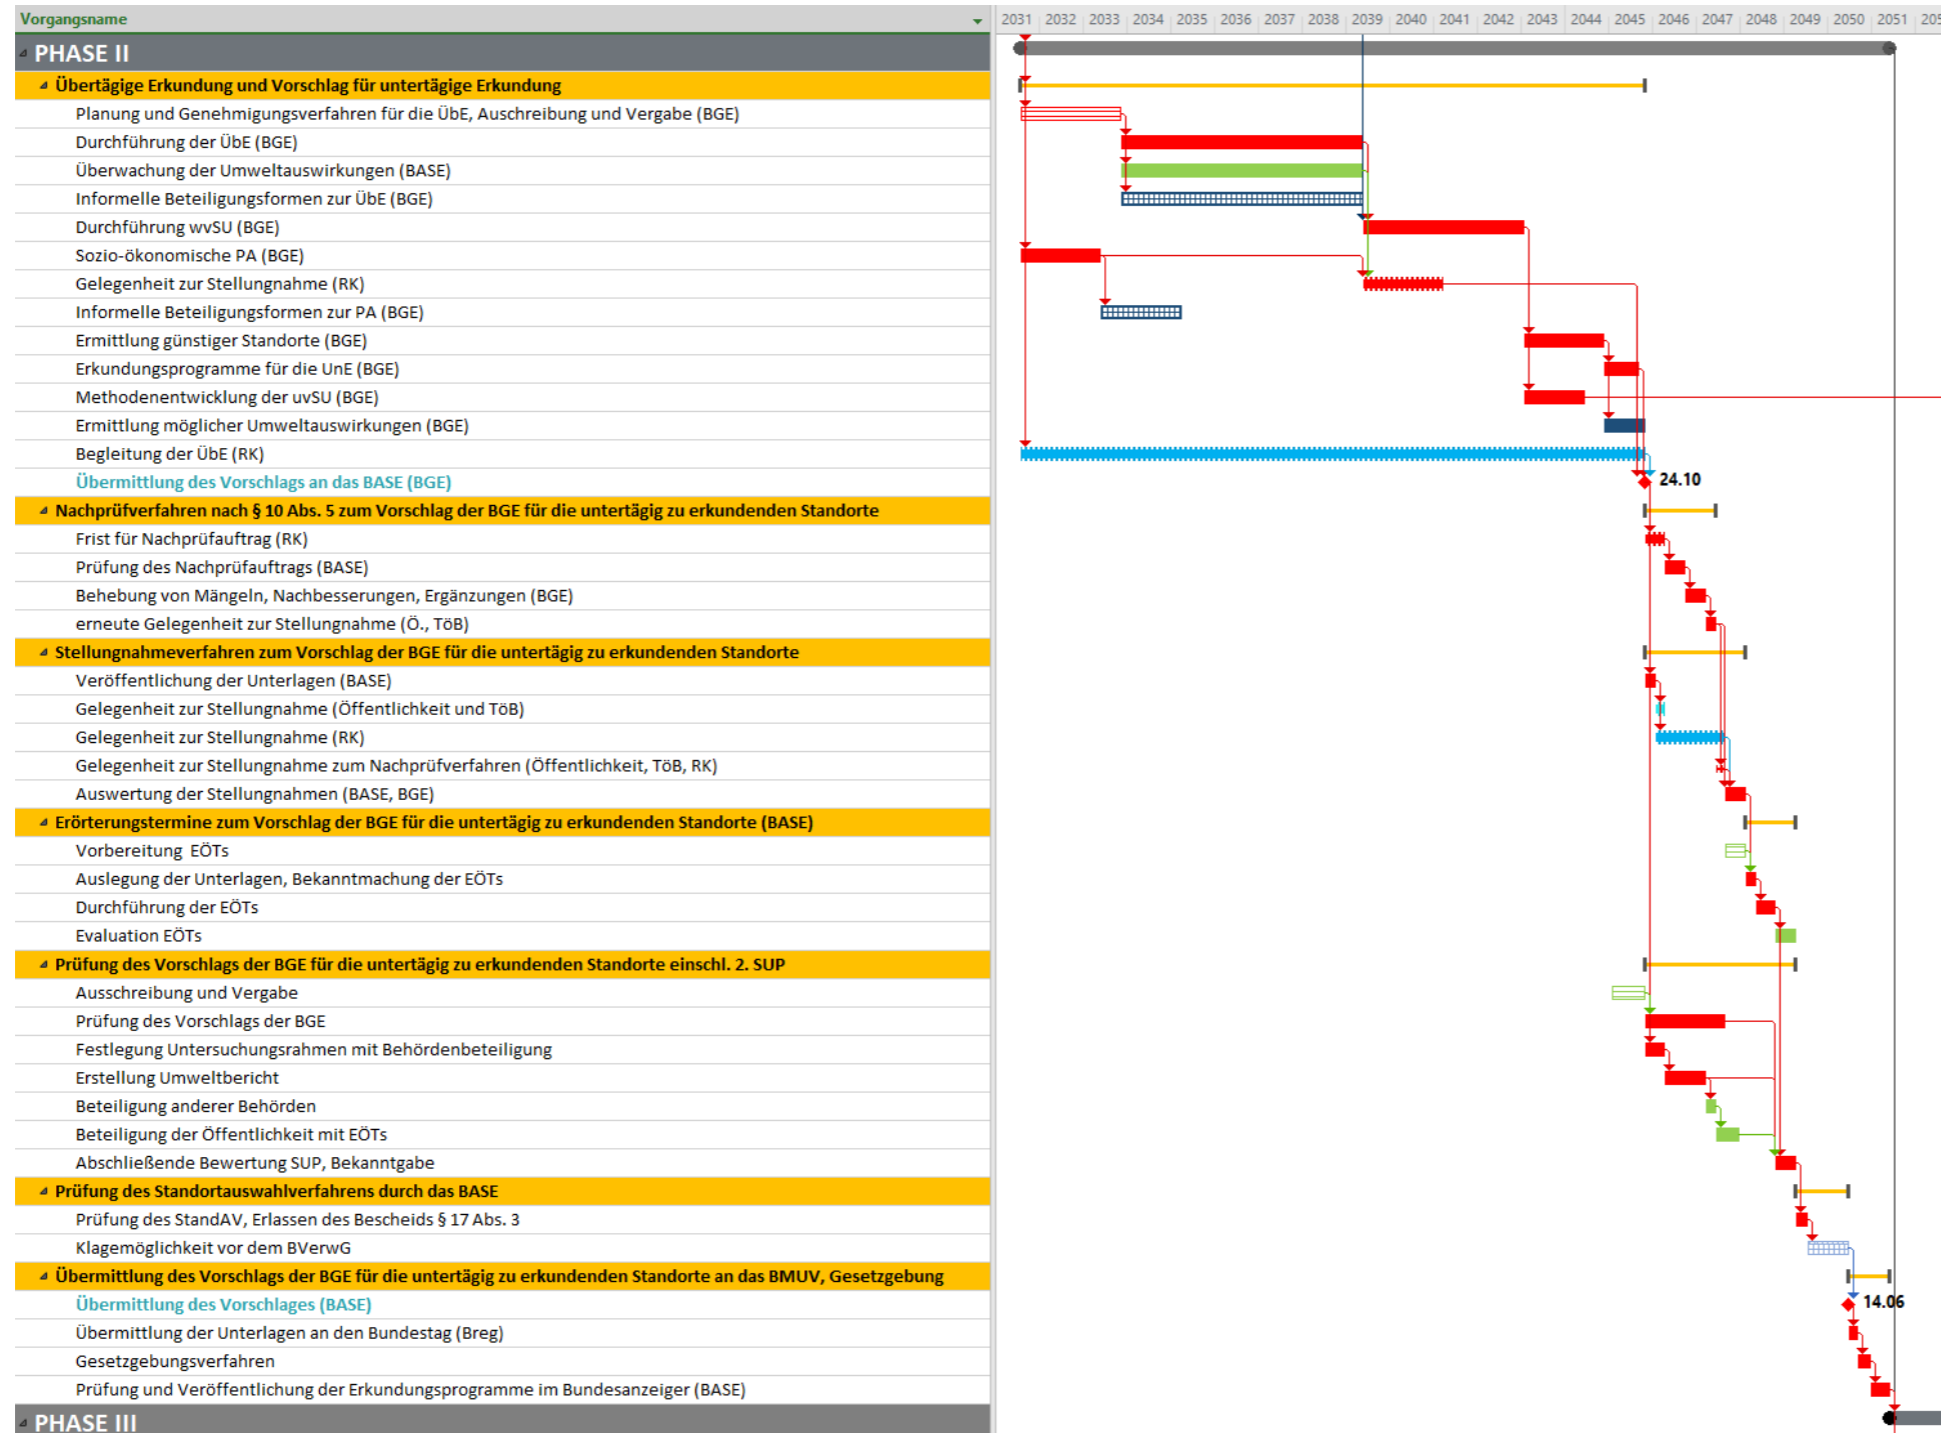 Vorgangsname
2031 2032 2033 2034 2035 2036 2037 2038 2039 2040 2041 2042 2043 2044 2045 2046 2047 2048 2049 2050 2051
PHASE II
Übertägige Erkundung und Vorschlag für untertägige Erkundung
Planung und Genehmigungsverfahren für die ÜbE, Auschreibung und Vergabe (BGE)
Durchführung der ÜbE (BGE)
Überwachung der Umweltauswirkungen (BASE)
Informelle Beteiligungsformen zur ÜbE (BGE)
Durchführung wvSU (BGE)
Sozio-ökonomische PA (BGE)
Gelegenheit zur Stellungnahme (RK)
Informelle Beteiligungsformen zur PA (BGE)
Ermittlung günstiger Standorte (BGE)
Erkundungsprogramme für die UnE (BGE)
Methodenentwicklung der uvSU (BGE)
Ermittlung möglicher Umweltauswirkungen (BGE)
Begleitung der ÜbE (RK)
Übermittlung des Vorschlags an das BASE (BGE)
24.10
Nachprüfverfahren nach § 10 Abs. 5 zum Vorschlag der BGE für die untertägig zu erkundenden Standorte
Frist für Nachprüfauftrag (RK)
Prüfung des Nachprüfauftrags (BASE)
Behebung von Mängeln, Nachbesserungen, Ergänzungen (BGE)
erneute Gelegenheit zur Stellungnahme (Ö., TöB)
Stellungnahmeverfahren zum Vorschlag der BGE für die untertägig zu erkundenden Standorte
Veröffentlichung der Unterlagen (BASE)
Gelegenheit zur Stellungnahme (Öffentlichkeit und TöB)
Gelegenheit zur Stellungnahme (RK)
Gelegenheit zur Stellungnahme zum Nachprüfverfahren (Öffentlichkeit, TöB, RK)
Auswertung der Stellungnahmen (BASE, BGE)
Erörterungstermine zum Vorschlag der BGE für die untertägig zu erkundenden Standorte (BASE)
Vorbereitung EÖTs
Auslegung der Unterlagen, Bekanntmachung der EÖTs
Durchführung der EÖTs
Evaluation EÖTs
Prüfung des Vorschlags der BGE für die untertägig zu erkundenden Standorte einschl. 2. SUP
Ausschreibung und Vergabe
Prüfung des Vorschlags der BGE
Festlegung Untersuchungsrahmen mit Behördenbeteiligung
Erstellung Umweltbericht
Beteiligung anderer Behörden
Beteiligung der Öffentlichkeit mit EÖTs
Abschließende Bewertung SUP, Bekanntgabe
Prüfung des Standortauswahlverfahrens durch das BASE
Prüfung des StandAV, Erlassen des Bescheids § 17 Abs. 3
Klagemöglichkeit vor dem BVerwG
Übermittlung des Vorschlags der BGE für die untertägig zu erkundenden Standorte an das BMUV, Gesetzgebung
Übermittlung des Vorschlages (BASE)
14.06
Übermittlung der Unterlagen an den Bundestag (Breg)
Gesetzgebungsverfahren
Prüfung und Veröffentlichung der Erkundungsprogramme im Bundesanzeiger (BASE)
PHASE III